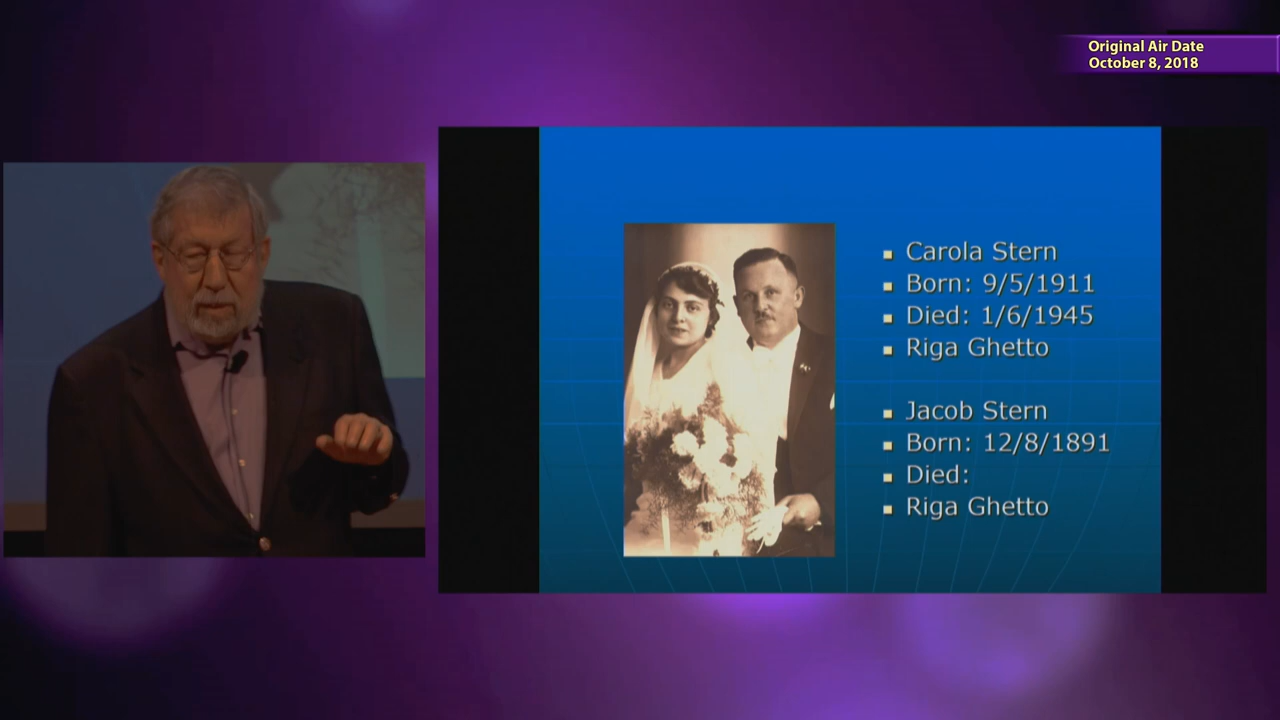 Original Air Date
October 8, 2018
Carola Stern
Born: 9/5/1911
Died: 1/6/1945
Riga Ghetto
Jacob Stern
Born: 12/8/1891
Died:
Riga Ghetto